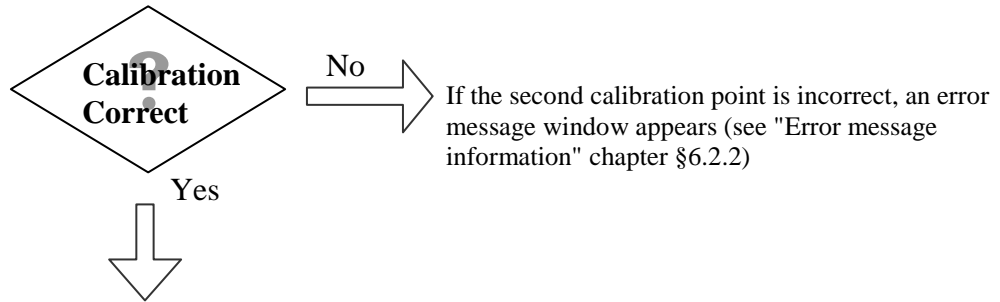 ?
Calibration
Correct
No
If the second calibration point is incorrect, an error
message window appears (see "Error message
information" chapter §6.2.2)
Yes